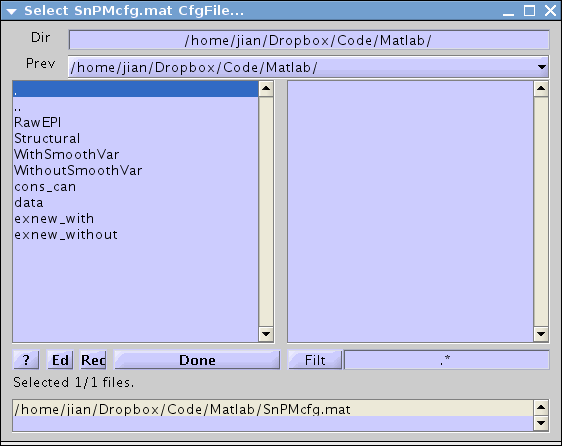 Select SnPMcfg.mat CfgFile...
Dir /home/jian/Dropbox/Code/Matlab/
Prev /home/jian/Dropbox/Code/Matlab/
.
..
RawEPI
Structural
WithSmoothVar
WithoutSmoothVar
cons_can
data
exnew_with
exnew_without
? Ed Rec Done Filt .*
Selected 1/1 files.
/home/jian/Dropbox/Code/Matlab/SnPMcfg.mat